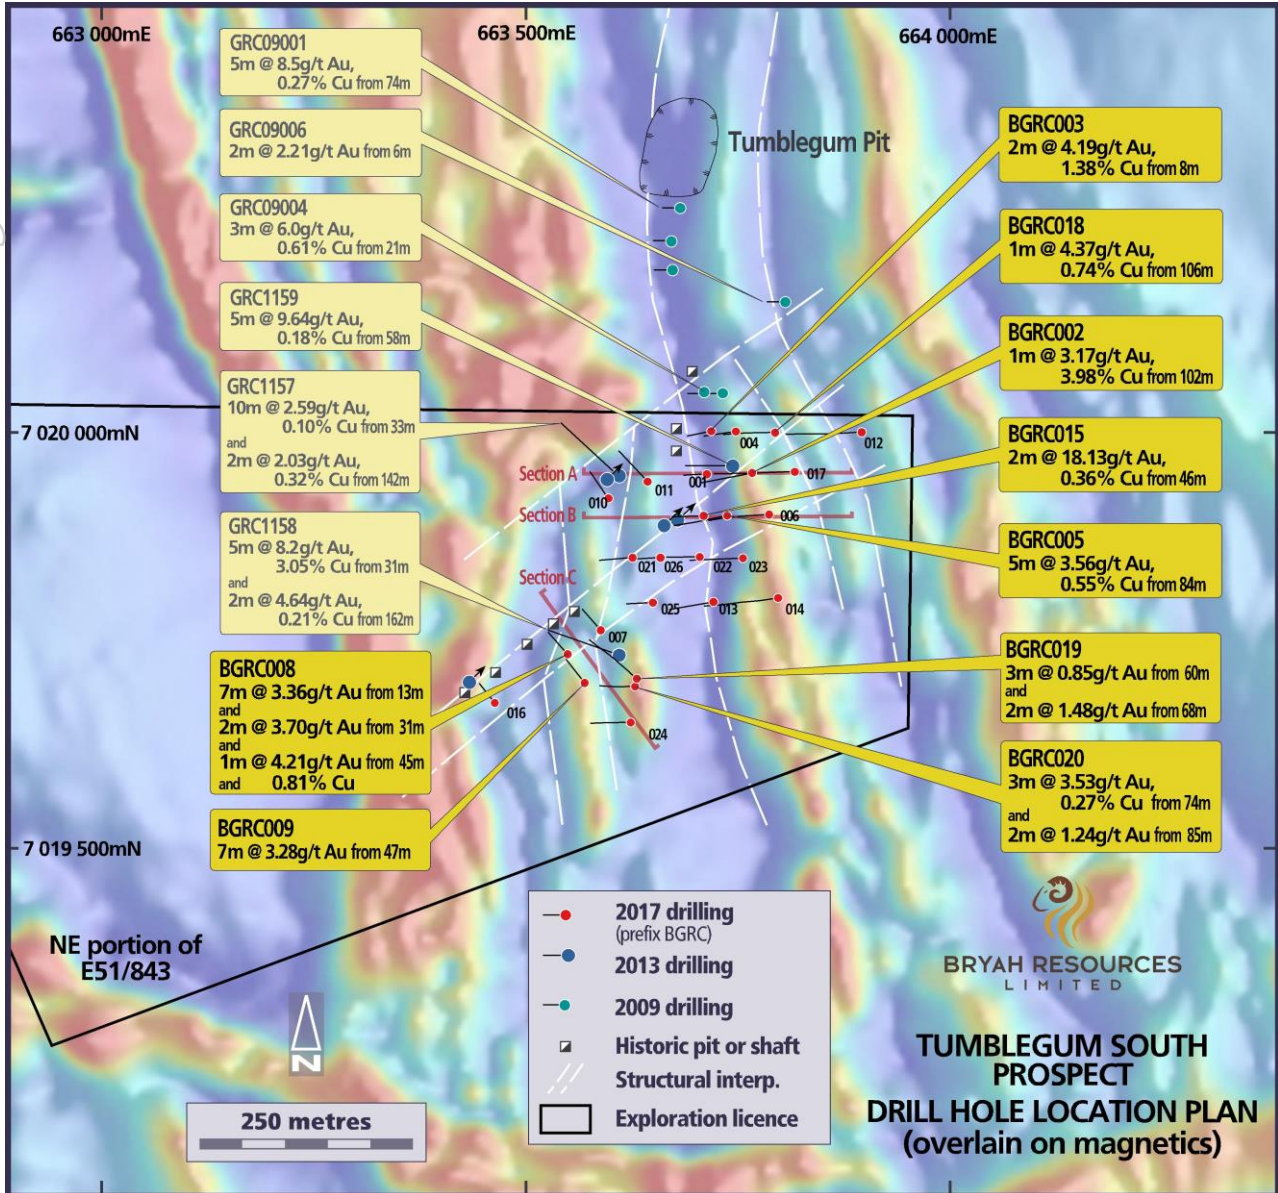 663 000mE
663 500mE
664 000mE
GRC09001
5m @ 8.5g/t Au,
0.27% Cu from 74m
GRC09006
2m @ 2.21g/t Au from 6m
GRC09004
3m @ 6.0g/t Au,
0.61% Cu from 21m
GRC1159
5m @ 9.64g/t Au,
0.18% Cu from 58m
GRC1157
10m @ 2.59g/t Au,
0.10% Cu from 33m
and
2m @ 2.03g/t Au,
0.32% Cu from 142m
GRC1158
5m @ 8.2g/t Au,
3.05% Cu from 31m
and
2m @ 4.64g/t Au,
0.21% Cu from 162m
BGRC008
7m @ 3.36g/t Au from 13m
and
2m @ 3.70g/t Au from 31m
and
1m @ 4.21g/t Au from 45m
and 0.81% Cu
BGRC009
7m @ 3.28g/t Au from 47m
Tumblegum Pit
BGRC003
2m @ 4.19g/t Au,
1.38% Cu from 8m
BGRC018
1m @ 4.37g/t Au,
0.74% Cu from 106m
BGRC002
1m @ 3.17g/t Au,
3.98% Cu from 102m
BGRC015
2m @ 18.13g/t Au,
0.36% Cu from 46m
BGRC005
5m @ 3.56g/t Au,
0.55% Cu from 84m
BGRC019
3m @ 0.85g/t Au from 60m
and
2m @ 1.48g/t Au from 68m
BGRC020
3m @ 3.53g/t Au,
0.27% Cu from 74m
and
2m @ 1.24g/t Au from 85m
7 020 000mN
7 019 500mN
004
012
Section A
001
017
011
010
Section B
006
021
026
022
023
Section C
025
013
014
007
016
024
NE portion of
E51/843
N
250 metres
2017 drilling
(prefix BGRC)
2013 drilling
2009 drilling
Historic pit or shaft
Structural interp.
Exploration licence
BRYAH RESOURCES
LIMITED
TUMBLEGUM SOUTH
PROSPECT
DRILL HOLE LOCATION PLAN
(overlain on magnetics)